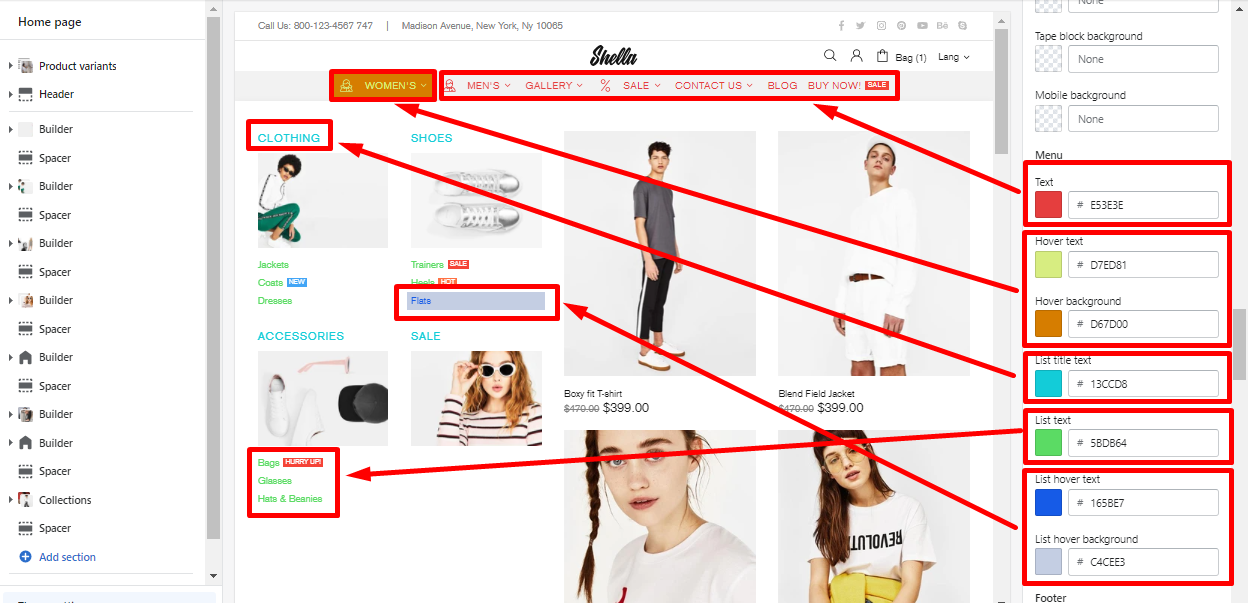 Home page
Product variants
Header
Builder
Spacer
Builder
Spacer
Builder
Spacer
Builder
Spacer
Builder
Spacer
Builder
Builder
Spacer
Collections
Spacer
Add section
Call Us: 800-123-4567 747 | Madison Avenue, New York, Ny 10065
Shella
Bag (1) Lang
WOMEN'S MEN'S GALLERY % SALE CONTACT US BLOG BUY NOW! SALE
CLOTHING SHOES
Jackets
Coats NEW
Dresses
Trainers SALE
Heels HOT
Flats
ACCESSORIES SALE
Bags HURRY UP!
Glasses
Hats & Beanies
Boxy fit T-shirt
$470.00 $399.00
Blend Field Jacket
$470.00 $399.00
REVOLUTI
None
Tape block background
None
Mobile background
None
Menu
Text
# E53E3E
Hover text
# D7ED81
Hover background
# D67D00
List title text
# 13CCD8
List text
# 5BDB64
List hover text
# 165BE7
List hover background
# C4CEE3
Footer